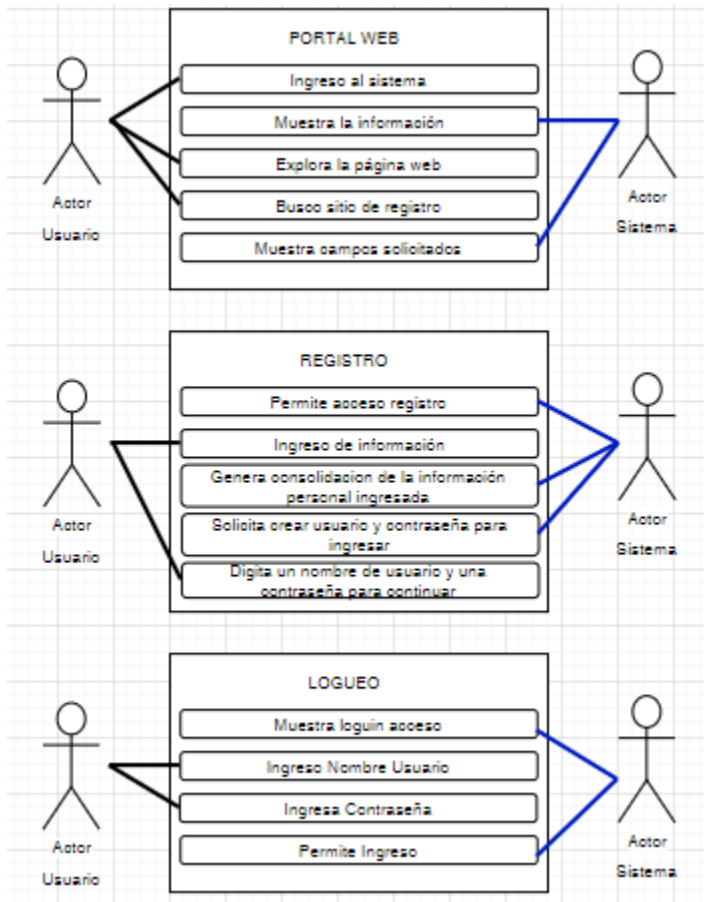 PORTAL WEB
Ingreso al sistema
Muestra la información
Explora la página web
Busco sitio de registro
Muestra campos solicitados
Actor
Usuario
Actor
Sistema
REGISTRO
Permite acceso registro
Ingreso de información
Genera consolidacion de la información
personal ingresada
Solicita crear usuario y contraseña para
ingresar
Digita un nombre de usuario y una
contraseña para continuar
Actor
Usuario
Actor
Sistema
LOGUEO
Muestra loguin acceso
Ingreso Nombre Usuario
Ingresa Contraseña
Permite Ingreso
Actor
Usuario
Actor
Sistema